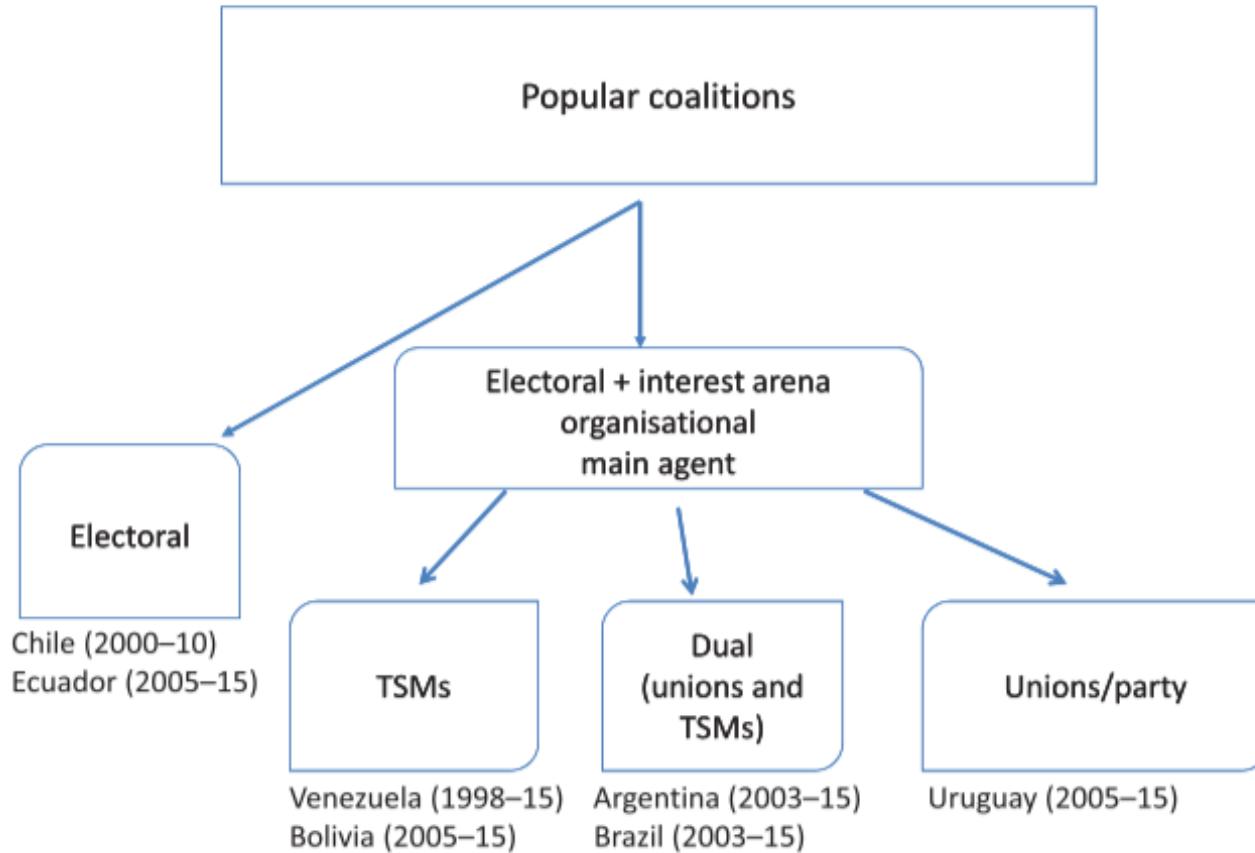 Popular coalitions
Electoral + interest arena
organisational
main agent
Electoral
Chile (2000–10)
Ecuador (2005–15)
TSMs
Venezuela (1998–15)
Bolivia (2005–15)
Dual
(unions and
TSMs)
Argentina (2003–15)
Brazil (2003–15)
Unions/party
Uruguay (2005–15)